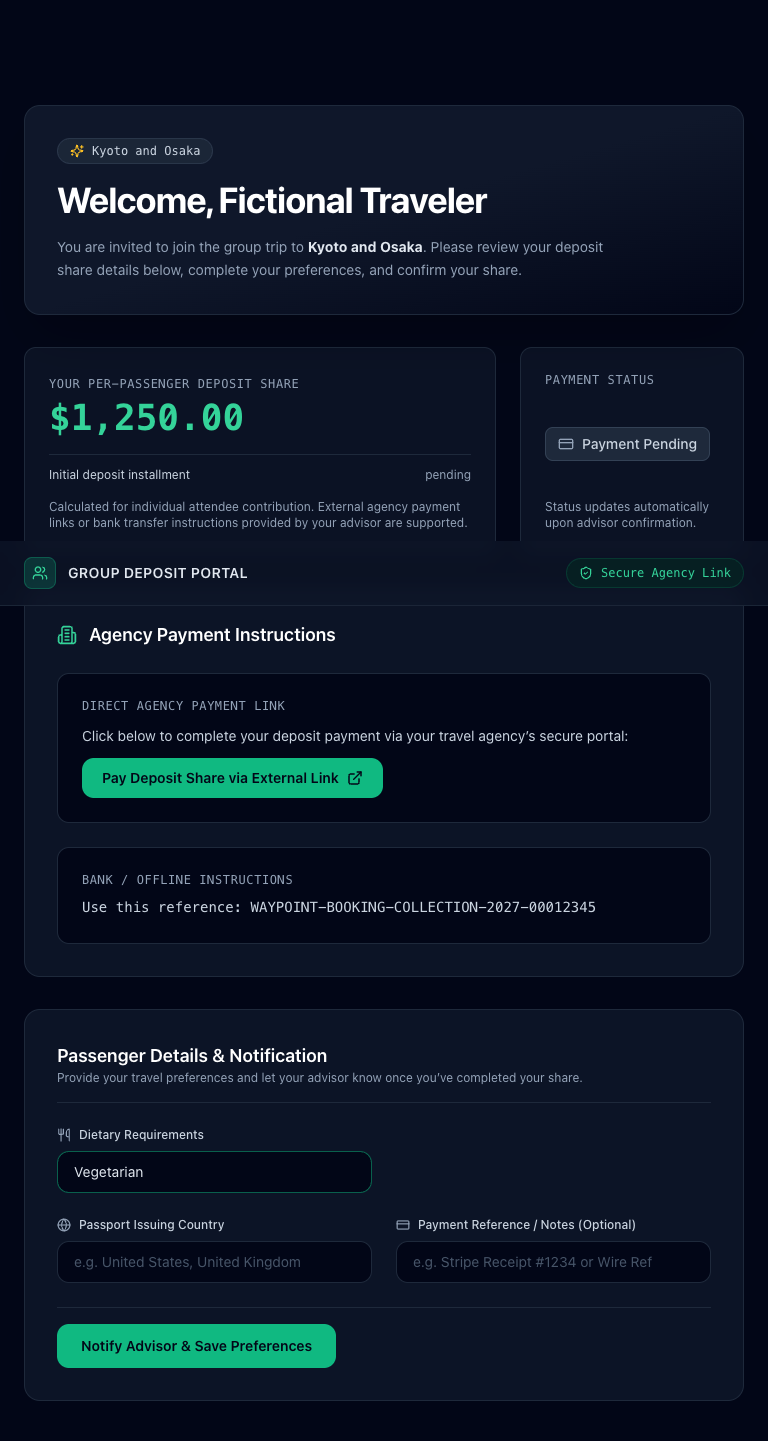 Kyoto and Osaka
Welcome, Fictional Traveler
You are invited to join the group trip to Kyoto and Osaka. Please review your deposit
share details below, complete your preferences, and confirm your share.
YOUR PER-PASSENGER DEPOSIT SHARE
$1,250.00
Initial deposit installment
pending
Calculated for individual attendee contribution. External agency payment
links or bank transfer instructions provided by your advisor are supported.
PAYMENT STATUS
Payment Pending
Status updates automatically
upon advisor confirmation.
GROUP DEPOSIT PORTAL
Secure Agency Link
Agency Payment Instructions
DIRECT AGENCY PAYMENT LINK
Click below to complete your deposit payment via your travel agency’s secure portal:
Pay Deposit Share via External Link
BANK / OFFLINE INSTRUCTIONS
Use this reference: WAYPOINT-BOOKING-COLLECTION-2027-00012345
Passenger Details & Notification
Provide your travel preferences and let your advisor know once you’ve completed your share.
Dietary Requirements
Vegetarian
Passport Issuing Country
e.g. United States, United Kingdom
Payment Reference / Notes (Optional)
e.g. Stripe Receipt #1234 or Wire Ref
Notify Advisor & Save Preferences